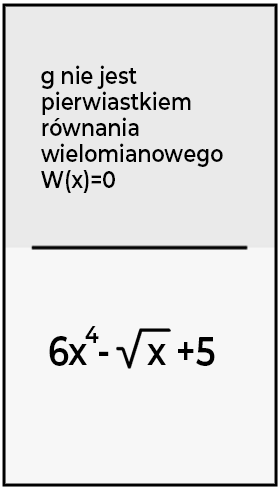 g nie jest
pierwiastkiem
równania
wielomianowego
W(x)=0
6x⁴-√x +5